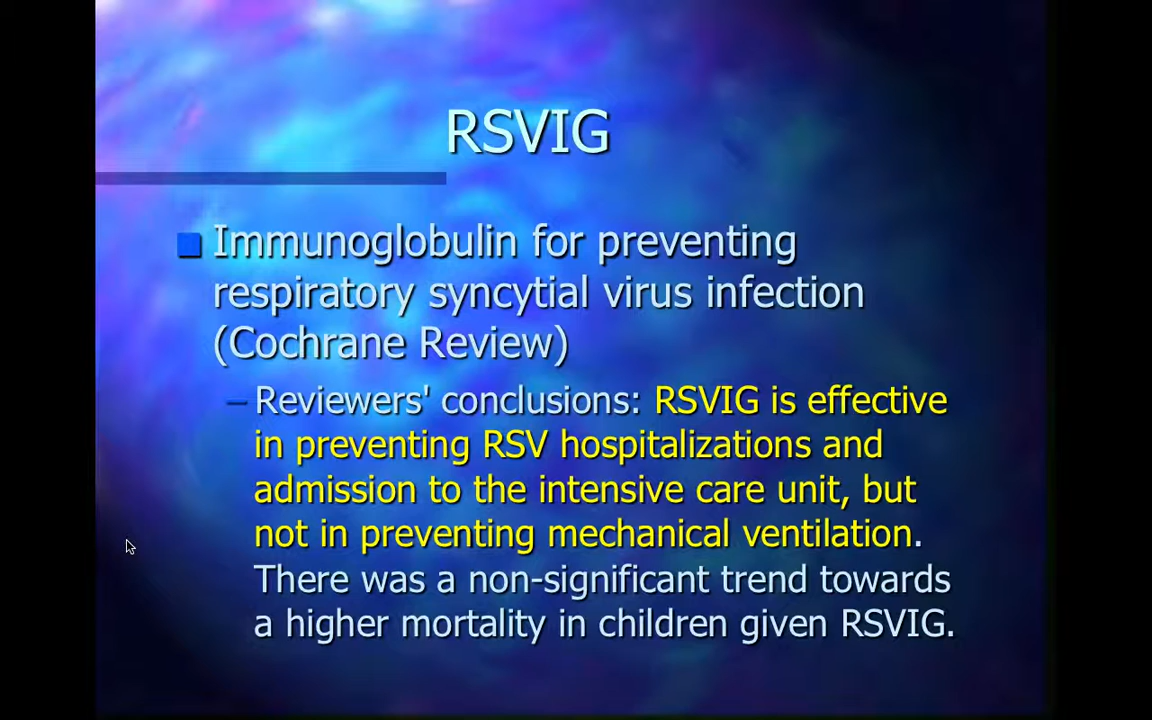 RSVIG
Immunoglobulin for preventing
respiratory syncytial virus infection
(Cochrane Review)
– Reviewers' conclusions: RSVIG is effective
in preventing RSV hospitalizations and
admission to the intensive care unit, but
not in preventing mechanical ventilation.
There was a non-significant trend towards
a higher mortality in children given RSVIG.